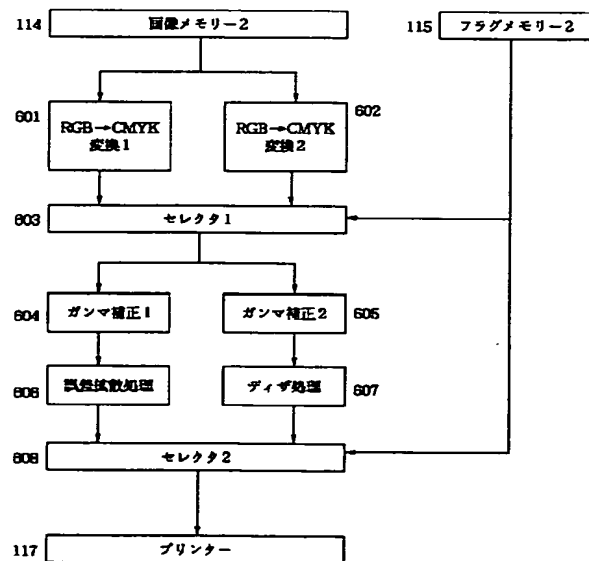 114 画像メモリー2
115 フラグメモリー2
601 RGB→CMYK
変換1
RGB→CMYK 602
変換2
603 セレクタ1
604 ガンマ補正1
ガンマ補正2 605
606 誤差拡散処理
ディザ処理 607
608 セレクタ2
117 プリンター